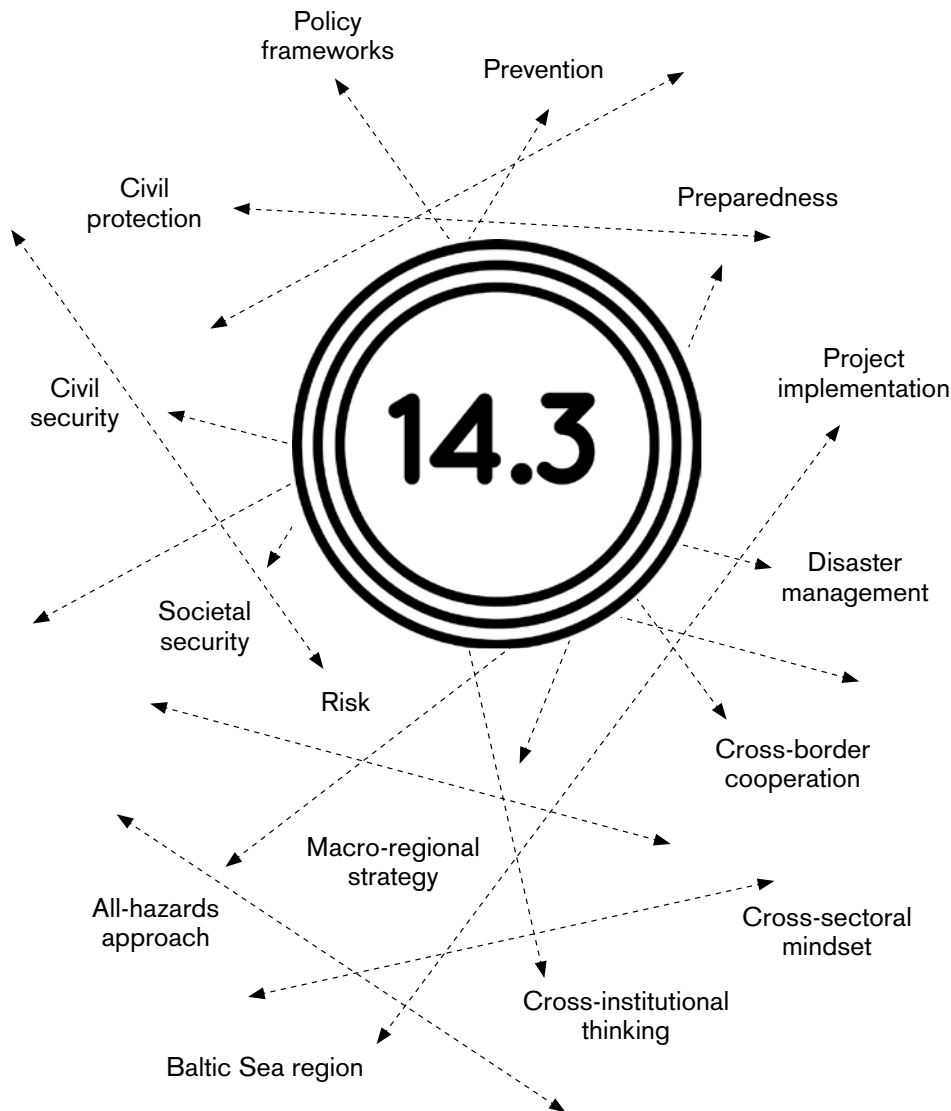 Policy
frameworks
Prevention
Civil
protection
Preparedness
Project
implementation
Civil
security
14.3
Disaster
management
Societal
security
Risk
Cross-border
cooperation
Macro-regional
strategy
All-hazards
approach
Cross-sectoral
mindset
Cross-institutional
thinking
Baltic Sea region